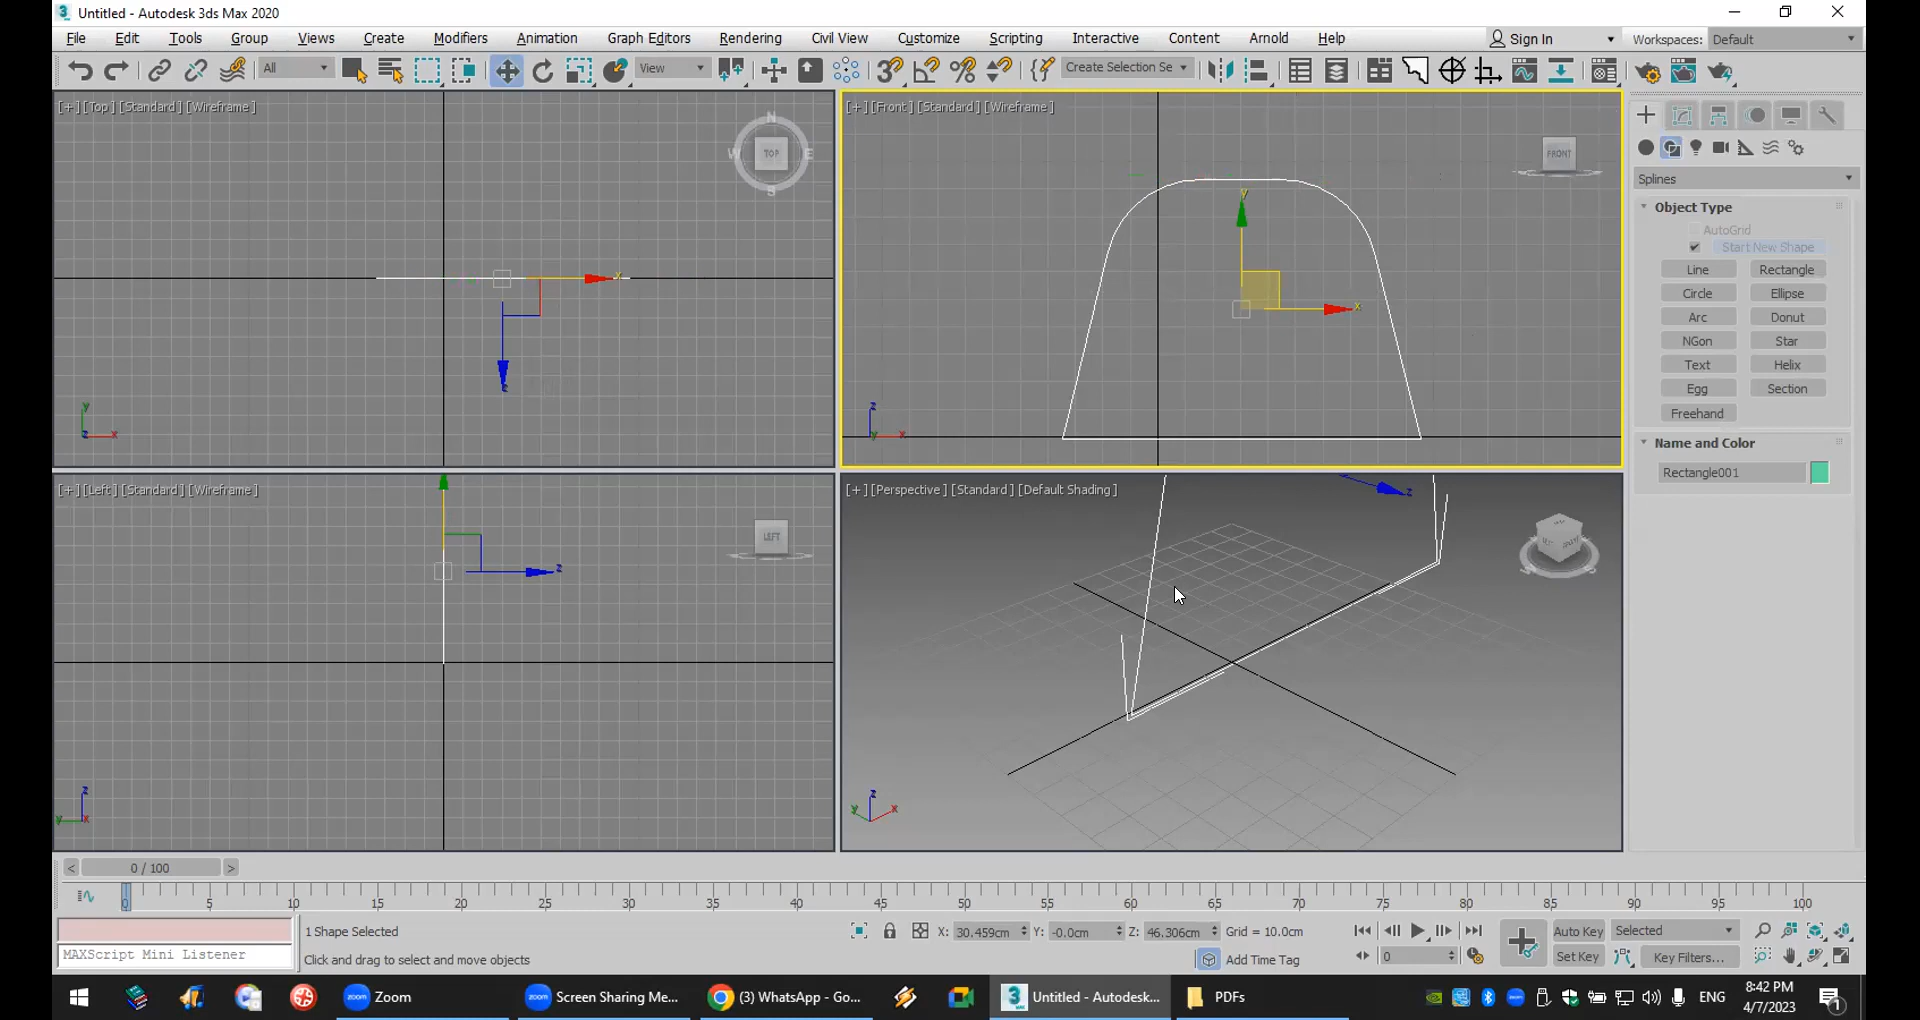 Untitled - Autodesk 3ds Max 2020
File Edit Tools Group Views Create Modifiers Animation Graph Editors Rendering Civil View Customize Scripting Interactive Content Arnold Help Sign In Workspaces: Default
All View Create Selection Se
[+] [Top] [Standard] [Wireframe]
N
W TOP E
S
x
z
y
z x
[+] [Front] [Standard] [Wireframe]
FRONT
y
x
z
y x
[+] [Left] [Standard] [Wireframe]
LEFT
z
z
y x
[+] [Perspective] [Standard] [Default Shading]
z
z
y x
Splines
Object Type
AutoGrid
Start New Shape
Line Rectangle
Circle Ellipse
Arc Donut
NGon Star
Text Helix
Egg Section
Freehand
Name and Color
Rectangle001
< 0 / 100 >
0 5 10 15 20 25 30 35 40 45 50 55 60 65 70 75 80 85 90 95 100
1 Shape Selected X: 30.459cm Y: -0.0cm Z: 46.306cm Grid = 10.0cm Auto Key Selected
MAXScript Mini Listener Click and drag to select and move objects Add Time Tag 0 Set Key Key Filters...
Zoom Screen Sharing Me... (3) WhatsApp - Go... Untitled - Autodesk... PDFs ENG 8:42 PM
4/7/2023
1